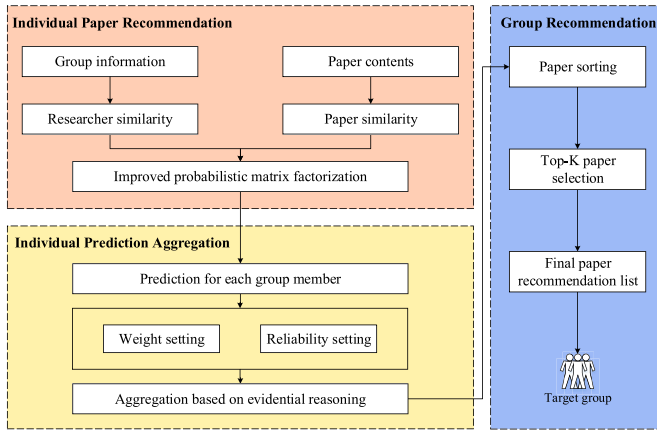 Individual Paper Recommendation
Group information
Paper contents
Researcher similarity
Paper similarity
Improved probabilistic matrix factorization
Individual Prediction Aggregation
Prediction for each group member
Weight setting
Reliability setting
Aggregation based on evidential reasoning
Group Recommendation
Paper sorting
Top-K paper
selection
Final paper
recommendation list
Target group